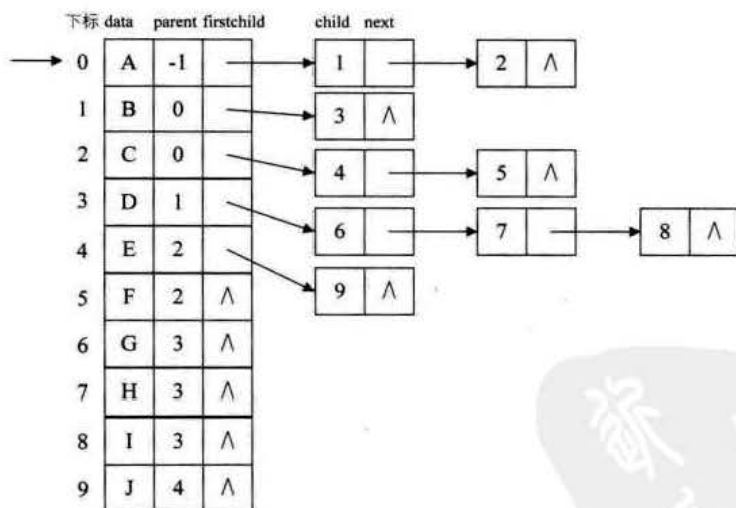 下标 data parent firstchild child next
0 A -1 1 2 ∧
1 B 0 3 ∧
2 C 0 4 5 ∧
3 D 1 6 7 8 ∧
4 E 2 9 ∧
5 F 2 ∧
6 G 3 ∧
7 H 3 ∧
8 I 3 ∧
9 J 4 ∧